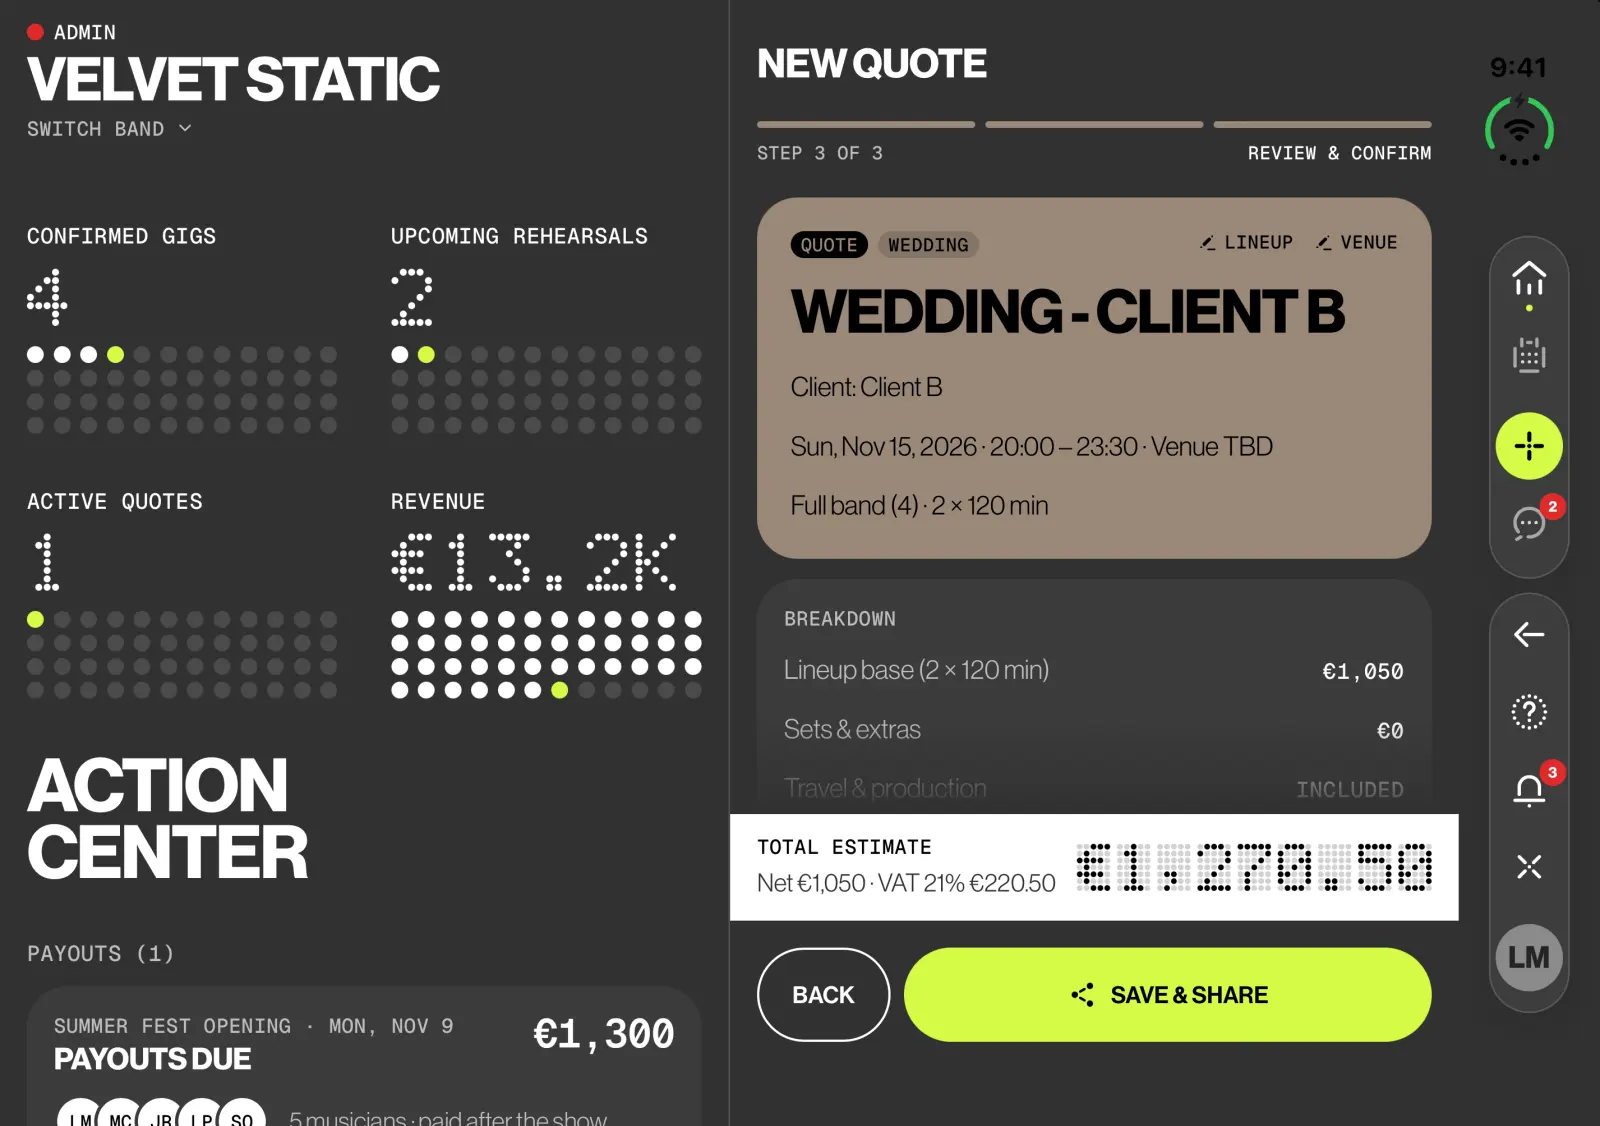 ADMIN
VELVET STATIC
SWITCH BAND
CONFIRMED GIGS
4
UPCOMING REHEARSALS
2
ACTIVE QUOTES
1
REVENUE
€13.2K
ACTION
CENTER
PAYOUTS (1)
SUMMER FEST OPENING · MON, NOV 9
PAYOUTS DUE
€1,300
LM MC JR LP SO
5 musicians · paid after the show
NEW QUOTE
STEP 3 OF 3
REVIEW & CONFIRM
QUOTE WEDDING
LINEUP VENUE
WEDDING - CLIENT B
Client: Client B
Sun, Nov 15, 2026 · 20:00 – 23:30 · Venue TBD
Full band (4) · 2 × 120 min
BREAKDOWN
Lineup base (2 × 120 min) €1,050
Sets & extras €0
Travel & production INCLUDED
TOTAL ESTIMATE
Net €1,050 · VAT 21% €220.50
€1,270.50
BACK
SAVE & SHARE
9:41
2
3
LM